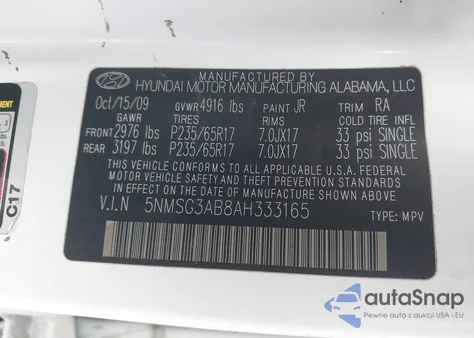 MANUFACTURED BY
HYUNDAI MOTOR MANUFACTURING ALABAMA, LLC
Oct/15/09 GVWR 4916 lbs PAINT JR TRIM RA
GAWR TIRES RIMS COLD TIRE INFL
FRONT 2976 lbs P235/65R17 7.0JX17 33 psi SINGLE
REAR 3197 lbs P235/65R17 7.0JX17 33 psi SINGLE
THIS VEHICLE CONFORMS TO ALL APPLICABLE U.S.A. FEDERAL
MOTOR VEHICLE SAFETY AND THEFT PREVENTION
STANDARDS IN EFFECT ON THE DATE OF MANUFACTURE
SHOWN ABOVE.
V.I.N 5NMSG3AB8AH333165 TYPE: MPV
C17
autoSnap
Pewne auta z aukcji USA i EU